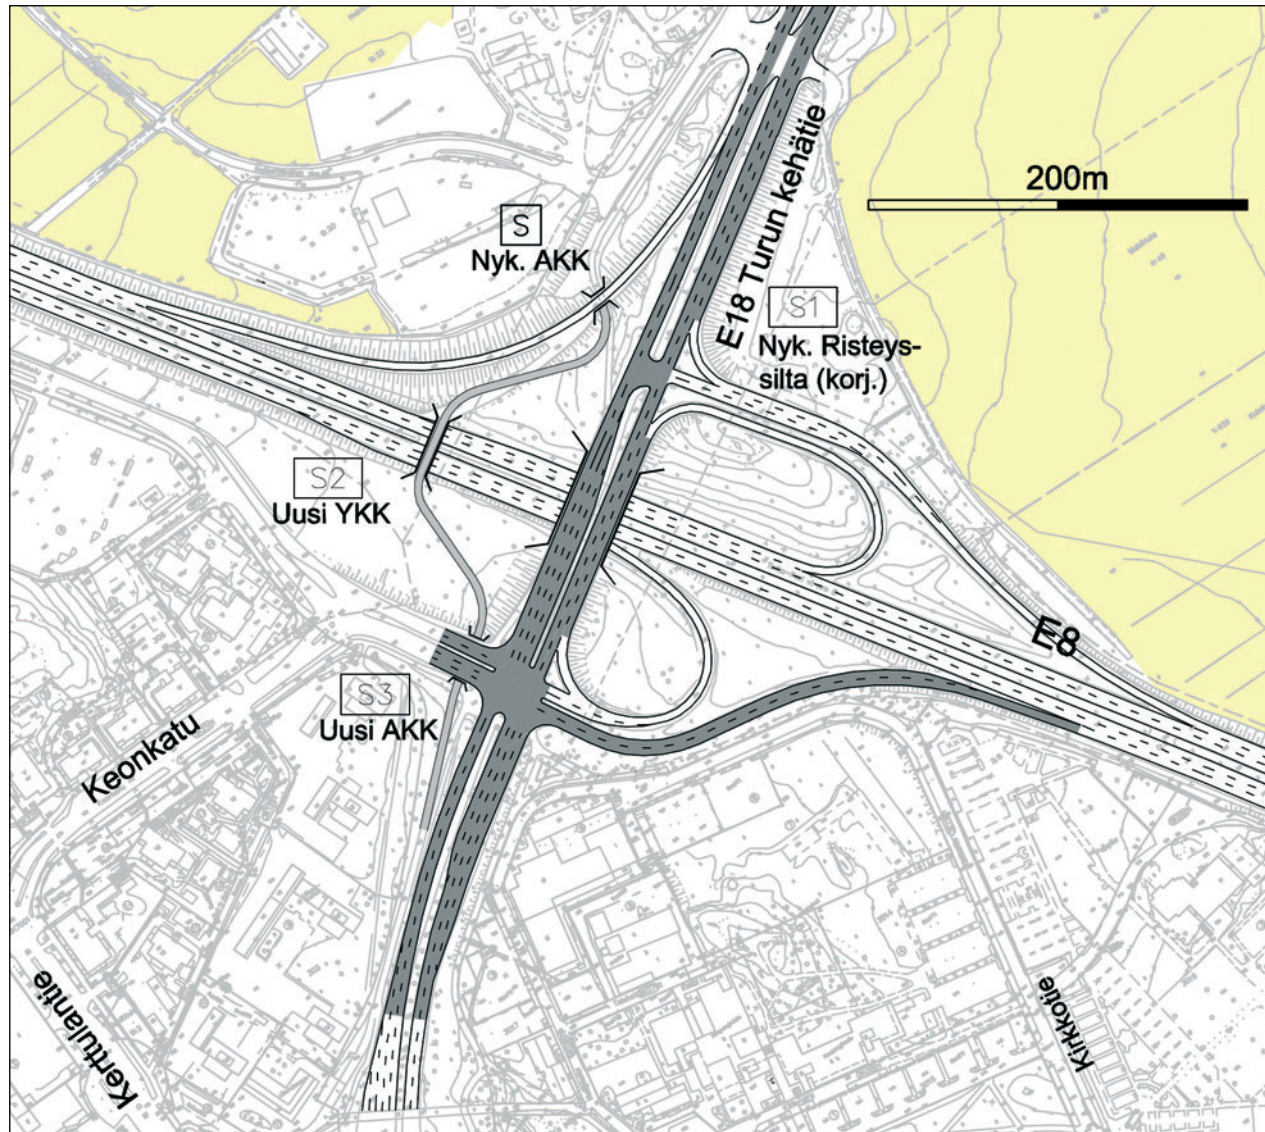 200m
E18 Turun kehätie
S
Nyk. AKK
S1
Nyk. Risteys-
silta (korj.)
S2
Uusi YKK
E8
S3
Uusi AKK
Keonkatu
Kerttulantie
Kirkkotie